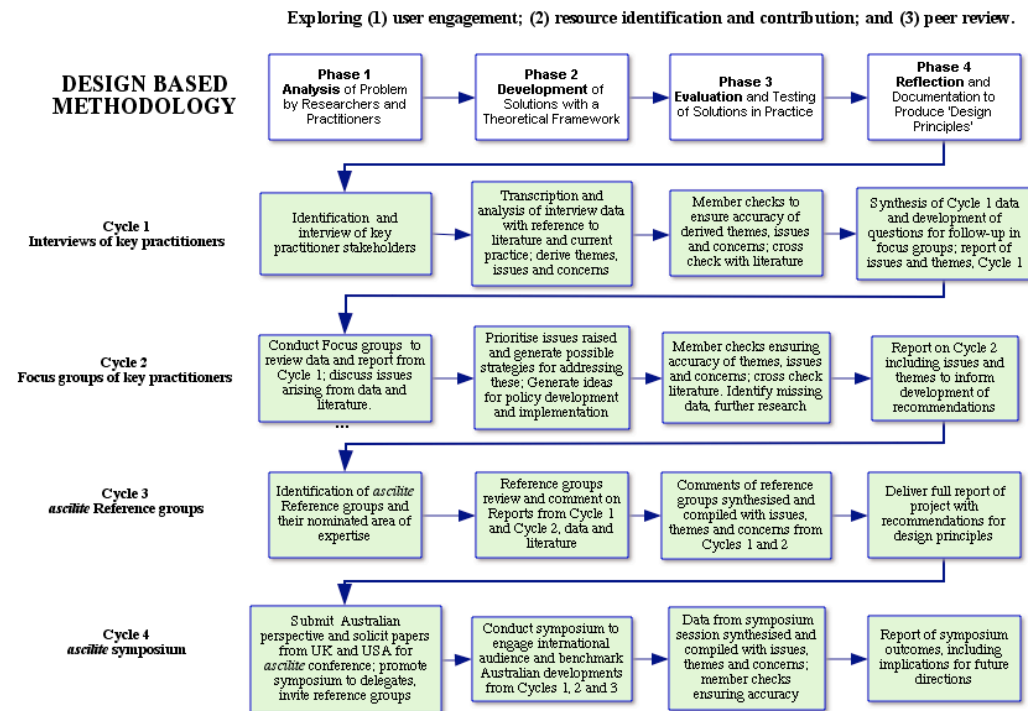 Exploring (1) user engagement; (2) resource identification and contribution; and (3) peer review.
DESIGN BASED
METHODOLOGY
Phase 1
Analysis of Problem
by Researchers and
Practitioners
Phase 2
Development of
Solutions with a
Theoretical Framework
Phase 3
Evaluation and Testing
of Solutions in Practice
Phase 4
Reflection and
Documentation to
Produce 'Design
Principles'
Cycle 1
Interviews of key practitioners
Identification and
interview of key
practitioner stakeholders
Transcription and
analysis of interview data
with reference to
literature and current
practice; derive themes,
issues and concerns
Member checks to
ensure accuracy of
derived themes, issues
and concerns; cross
check with literature
Synthesis of Cycle 1 data
and development of
questions for follow-up in
focus groups; report of
issues and themes, Cycle 1
Cycle 2
Focus groups of key practitioners
Conduct Focus groups to
review data and report from
Cycle 1; discuss issues
arising from data and
literature.
...
Prioritise issues raised
and generate possible
strategies for addressing
these; Generate ideas
for policy development
and implementation
Member checks ensuring
accuracy of themes, issues
and concerns; cross check
literature. Identify missing
data, further research
Report on Cycle 2
including issues and
themes to inform
development of
recommendations
Cycle 3
ascilite Reference groups
Identification of ascilite
Reference groups and
their nominated area of
expertise
Reference groups
review and comment on
Reports from Cycle 1
and Cycle 2, data and
literature
Comments of reference
groups synthesised and
compiled with issues,
themes and concerns from
Cycles 1 and 2
Deliver full report of
project with
recommendations for
design principles
Cycle 4
ascilite symposium
Submit Australian
perspective and solicit papers
from UK and USA for
ascilite conference; promote
symposium to delegates,
invite reference groups
Conduct symposium to
engage international
audience and benchmark
Australian developments
from Cycles 1, 2 and 3
Data from symposium
session synthesised and
compiled with issues,
themes and concerns;
member checks
ensuring accuracy
Report of symposium
outcomes, including
implications for future
directions